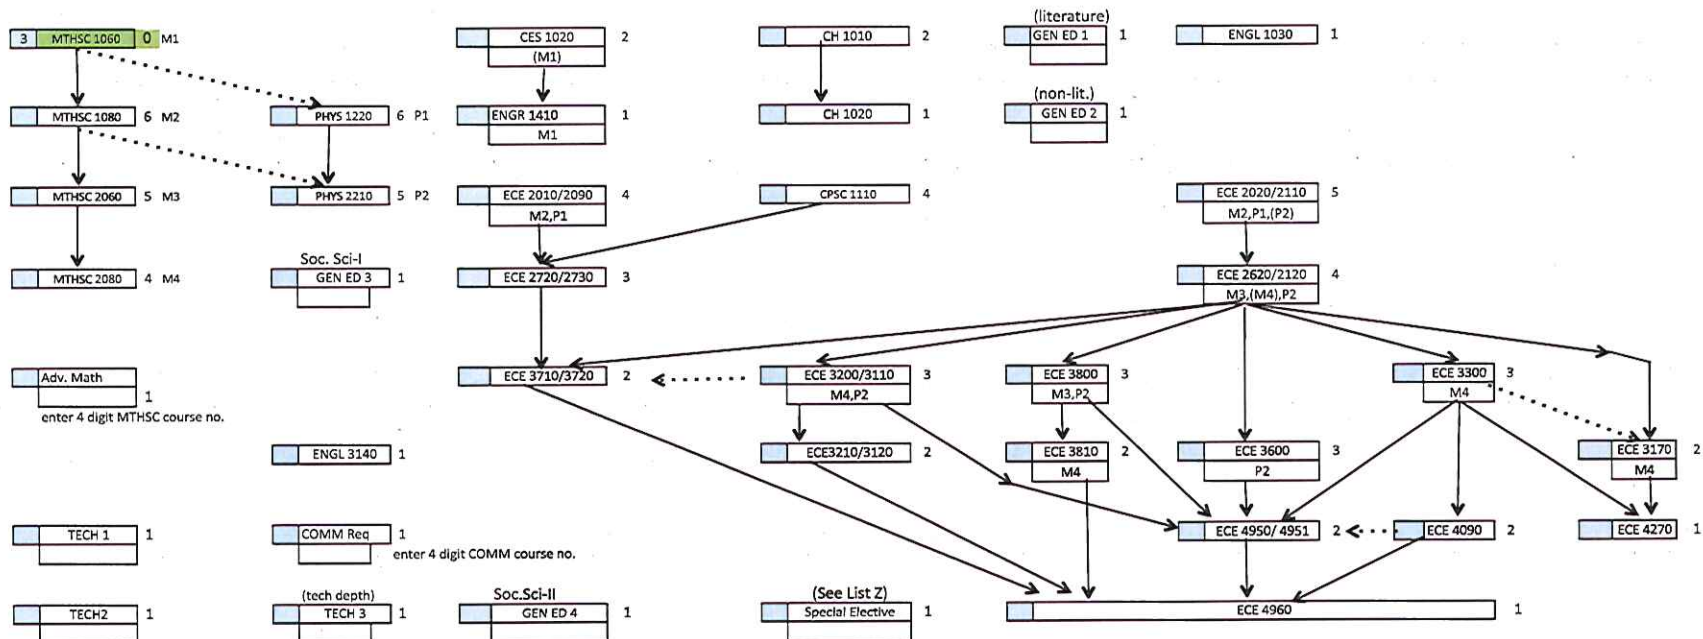 (literature)
3 MTHSC 1060 0 M1 CES 1020 2 CH 1010 2 GEN ED 1 1 ENGL 1030 1
(M1)
(non-lit.)
MTHSC 1080 6 M2 PHYS 1220 6 P1 ENGR 1410 1 CH 1020 1 GEN ED 2 1
M1
MTHSC 2060 5 M3 PHYS 2210 5 P2 ECE 2010/2090 4 CPSC 1110 4 ECE 2020/2110 5
M2,P1 M2,P1,(P2)
Soc. Sci-I
MTHSC 2080 4 M4 GEN ED 3 1 ECE 2720/2730 3 ECE 2620/2120 4
M3,(M4),P2
Adv. Math ECE 3710/3720 2 ECE 3200/3110 3 ECE 3800 3 ECE 3300 3
1 M4,P2 M3,P2 M4
enter 4 digit MTHSC course no.
ENGL 3140 1 ECE3210/3120 2 ECE 3810 2 ECE 3600 3 ECE 3170 2
M4 P2 M4
TECH 1 1 COMM Req 1 ECE 4950/ 4951 2 ECE 4090 2 ECE 4270 1
enter 4 digit COMM course no.
(tech depth) Soc.Sci-II (See List Z)
TECH2 1 TECH 3 1 GEN ED 4 1 Special Elective 1 ECE 4960 1